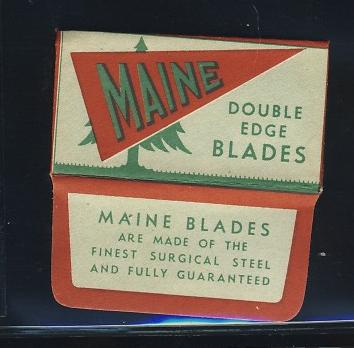 MAINE
DOUBLE
EDGE
BLADES
MAINE BLADES
ARE MADE OF THE
FINEST SURGICAL STEEL
AND FULLY GUARANTEED